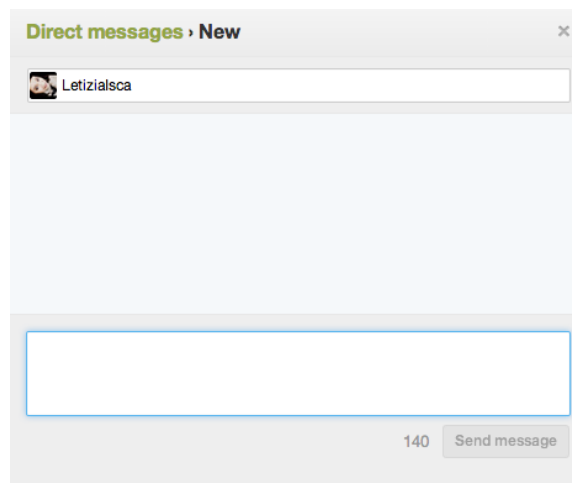 Direct messages › New ×
Letizialsca
140 Send message